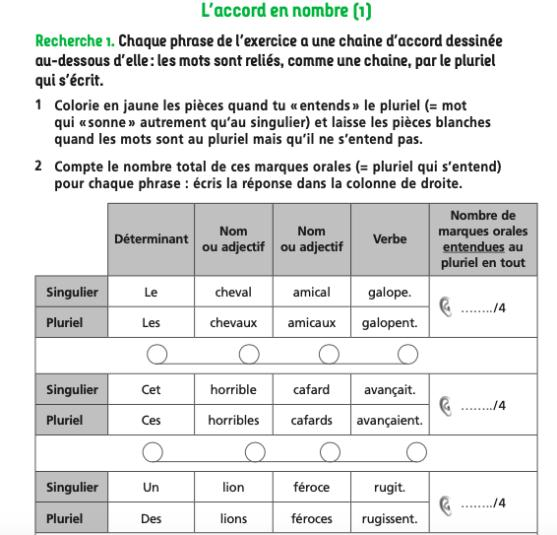 L'accord en nombre (1)
Recherche 1. Chaque phrase de l'exercice a une chaine d'accord dessinée
au-dessous d'elle : les mots sont reliés, comme une chaine, par le pluriel
qui s'écrit.
1 Colorie en jaune les pièces quand tu « entends » le pluriel (= mot
qui « sonne » autrement qu'au singulier) et laisse les pièces blanches
quand les mots sont au pluriel mais qu'il ne s'entend pas.
2 Compte le nombre total de ces marques orales (= pluriel qui s'entend)
pour chaque phrase : écris la réponse dans la colonne de droite.
Déterminant Nom ou adjectif Nom ou adjectif Verbe Nombre de marques orales entendues au pluriel en tout
Singulier Le cheval amical galope.
Pluriel Les chevaux amicaux galopent.
......../4
Singulier Cet horrible cafard avançait.
Pluriel Ces horribles cafards avançaient.
......../4
Singulier Un lion féroce rugit.
Pluriel Des lions féroces rugissent.
......../4